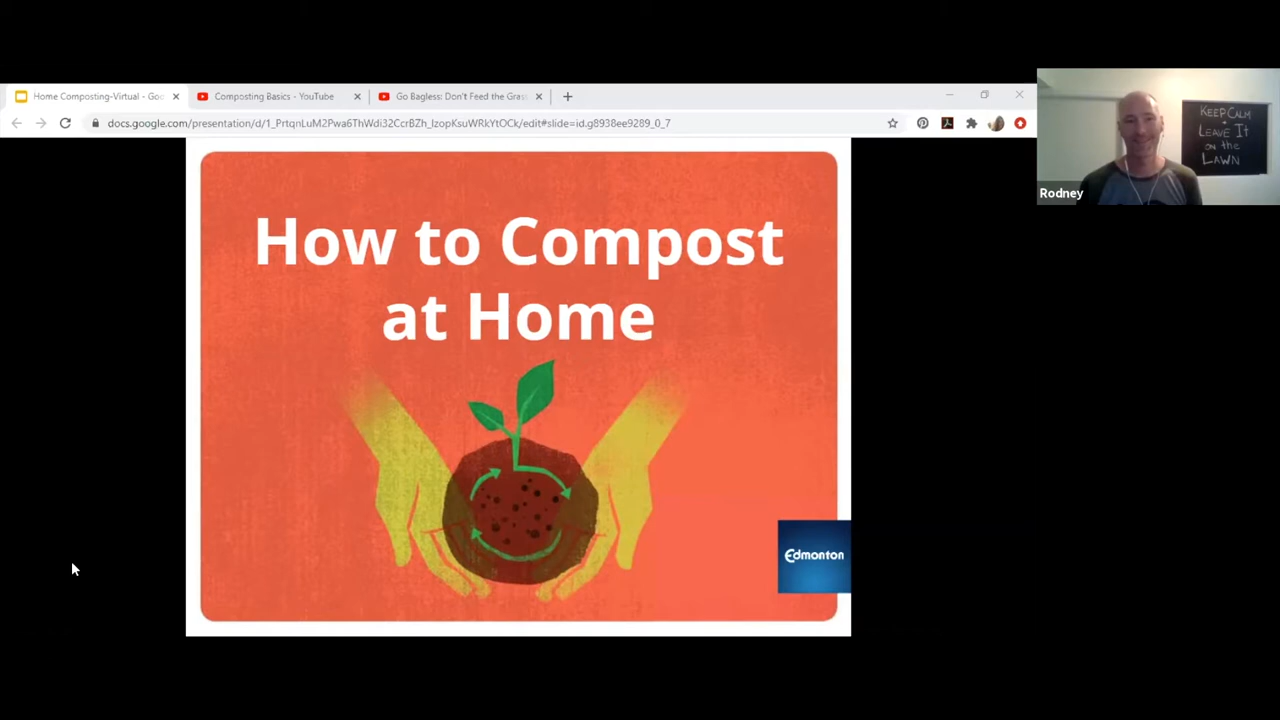 Home Composting-Virtual - Goo
Composting Basics - YouTube
Go Bagless: Don't Feed the Gras
docs.google.com/presentation/d/1_PrtqnLuM2Pwa6ThWdi32CcrBZh_IzopKsuWRkYtOCk/edit#slide=id.g8938ee9289_0_7
How to Compost
at Home
Edmonton
KEEP CALM
+
LEAVE It
on the
LAWN
Rodney